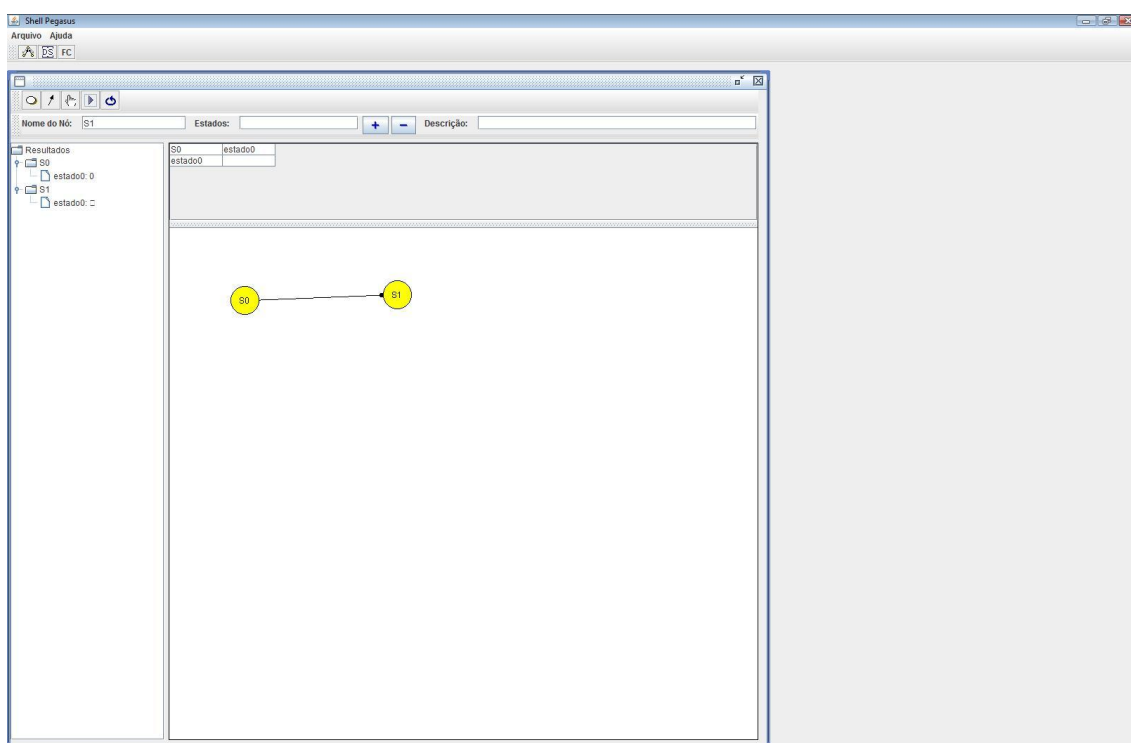 Shell Pegasus
Arquivo Ajuda
DS FC
Nome do Nó: S1 Estados: + − Descrição:
Resultados
S0
estado0: 0
S1
estado0: □
S0 estado0
estado0
S0 S1